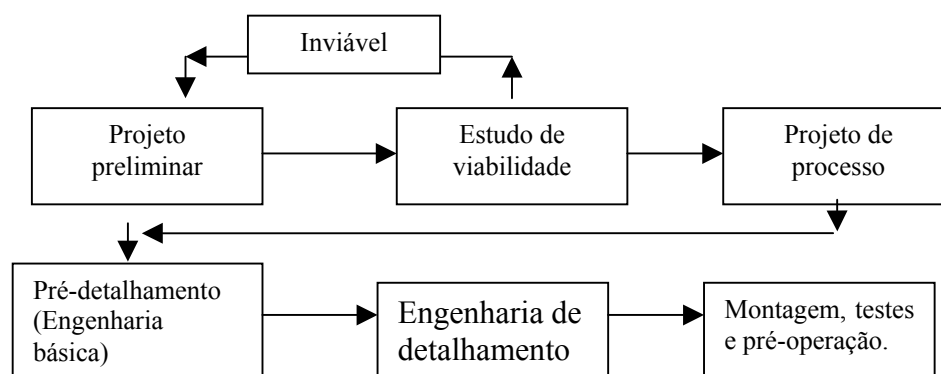 Inviável
Projeto
preliminar
Estudo de
viabilidade
Projeto de
processo
Pré-detalhamento
(Engenharia
básica)
Engenharia de
detalhamento
Montagem, testes
e pré-operação.